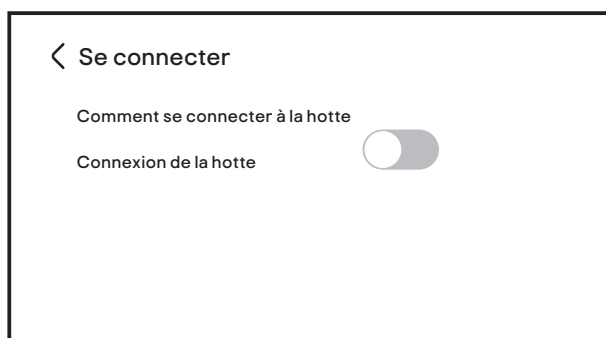 Se connecter
Comment se connecter à la hotte
Connexion de la hotte